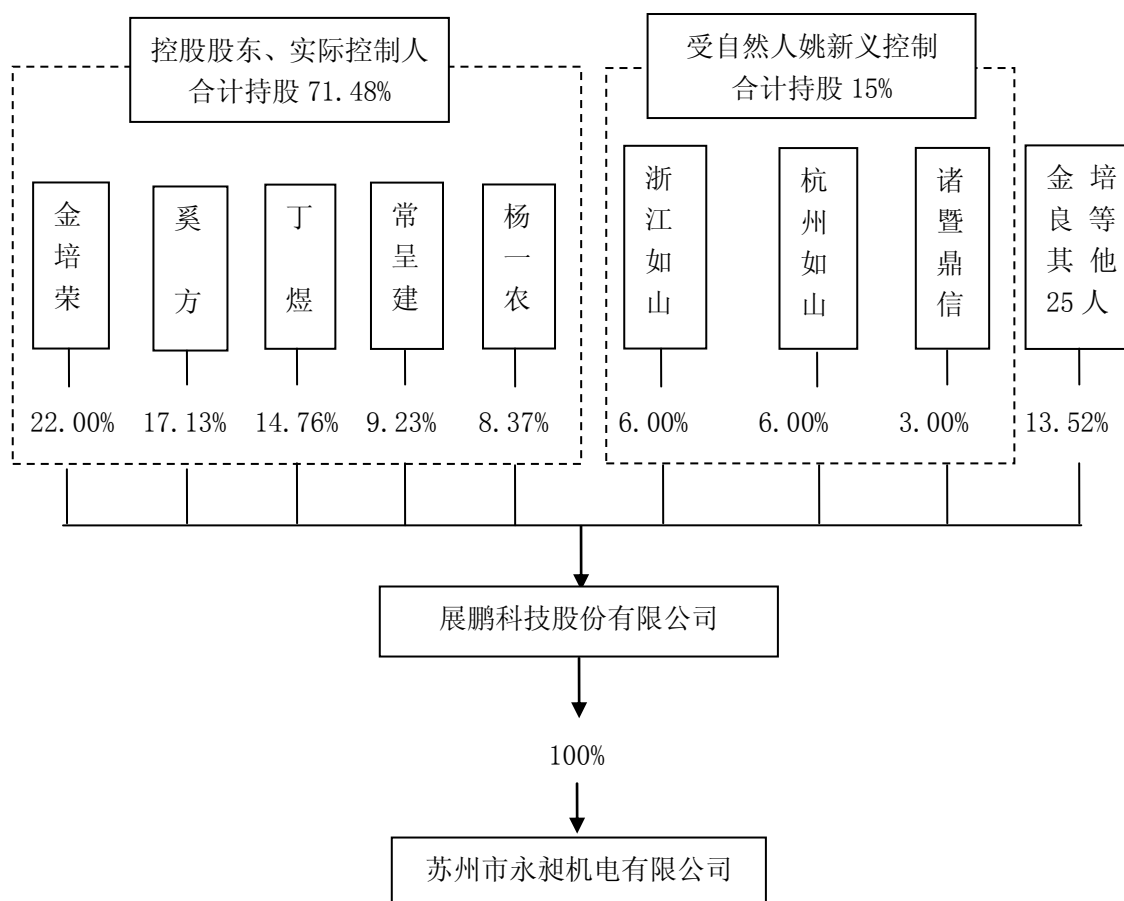 控股股东、实际控制人
合计持股 71.48%
受自然人姚新义控制
合计持股 15%
金培荣
奚方
丁煜
常呈建
杨一农
浙江如山
杭州如山
诸暨鼎信
金培
良等
其他
25人
22.00% 17.13% 14.76% 9.23% 8.37% 6.00% 6.00% 3.00% 13.52%
展鹏科技股份有限公司
100%
苏州市永昶机电有限公司